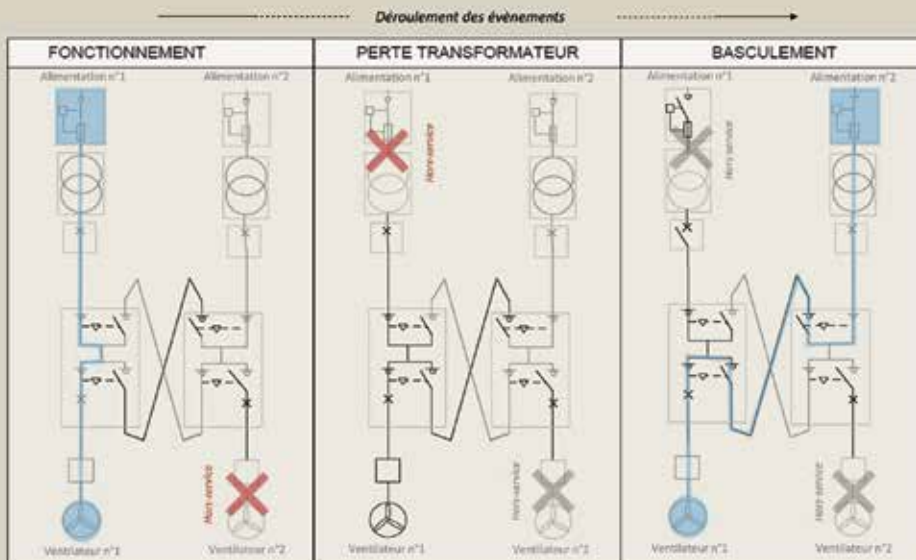 Déroulement des évènements
FONCTIONNEMENT
PERTE TRANSFORMATEUR
BASCULEMENT
Alimentation n°1
Alimentation n°2
Alimentation n°1
Alimentation n°2
Alimentation n°1
Alimentation n°2
Hors-service
Hors-service
Hors-service
Hors-service
Hors-service
Ventilateur n°1
Ventilateur n°2
Ventilateur n°1
Ventilateur n°2
Ventilateur n°1
Ventilateur n°2